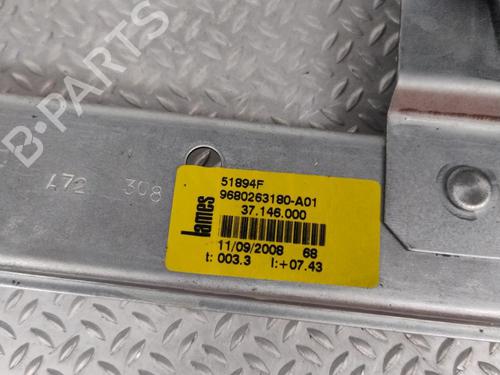 B-PARTS
472 308
Lames
51894F
9680263180-A01
37.146.000
11/09/2008 68
t: 003.3 l:+07.43